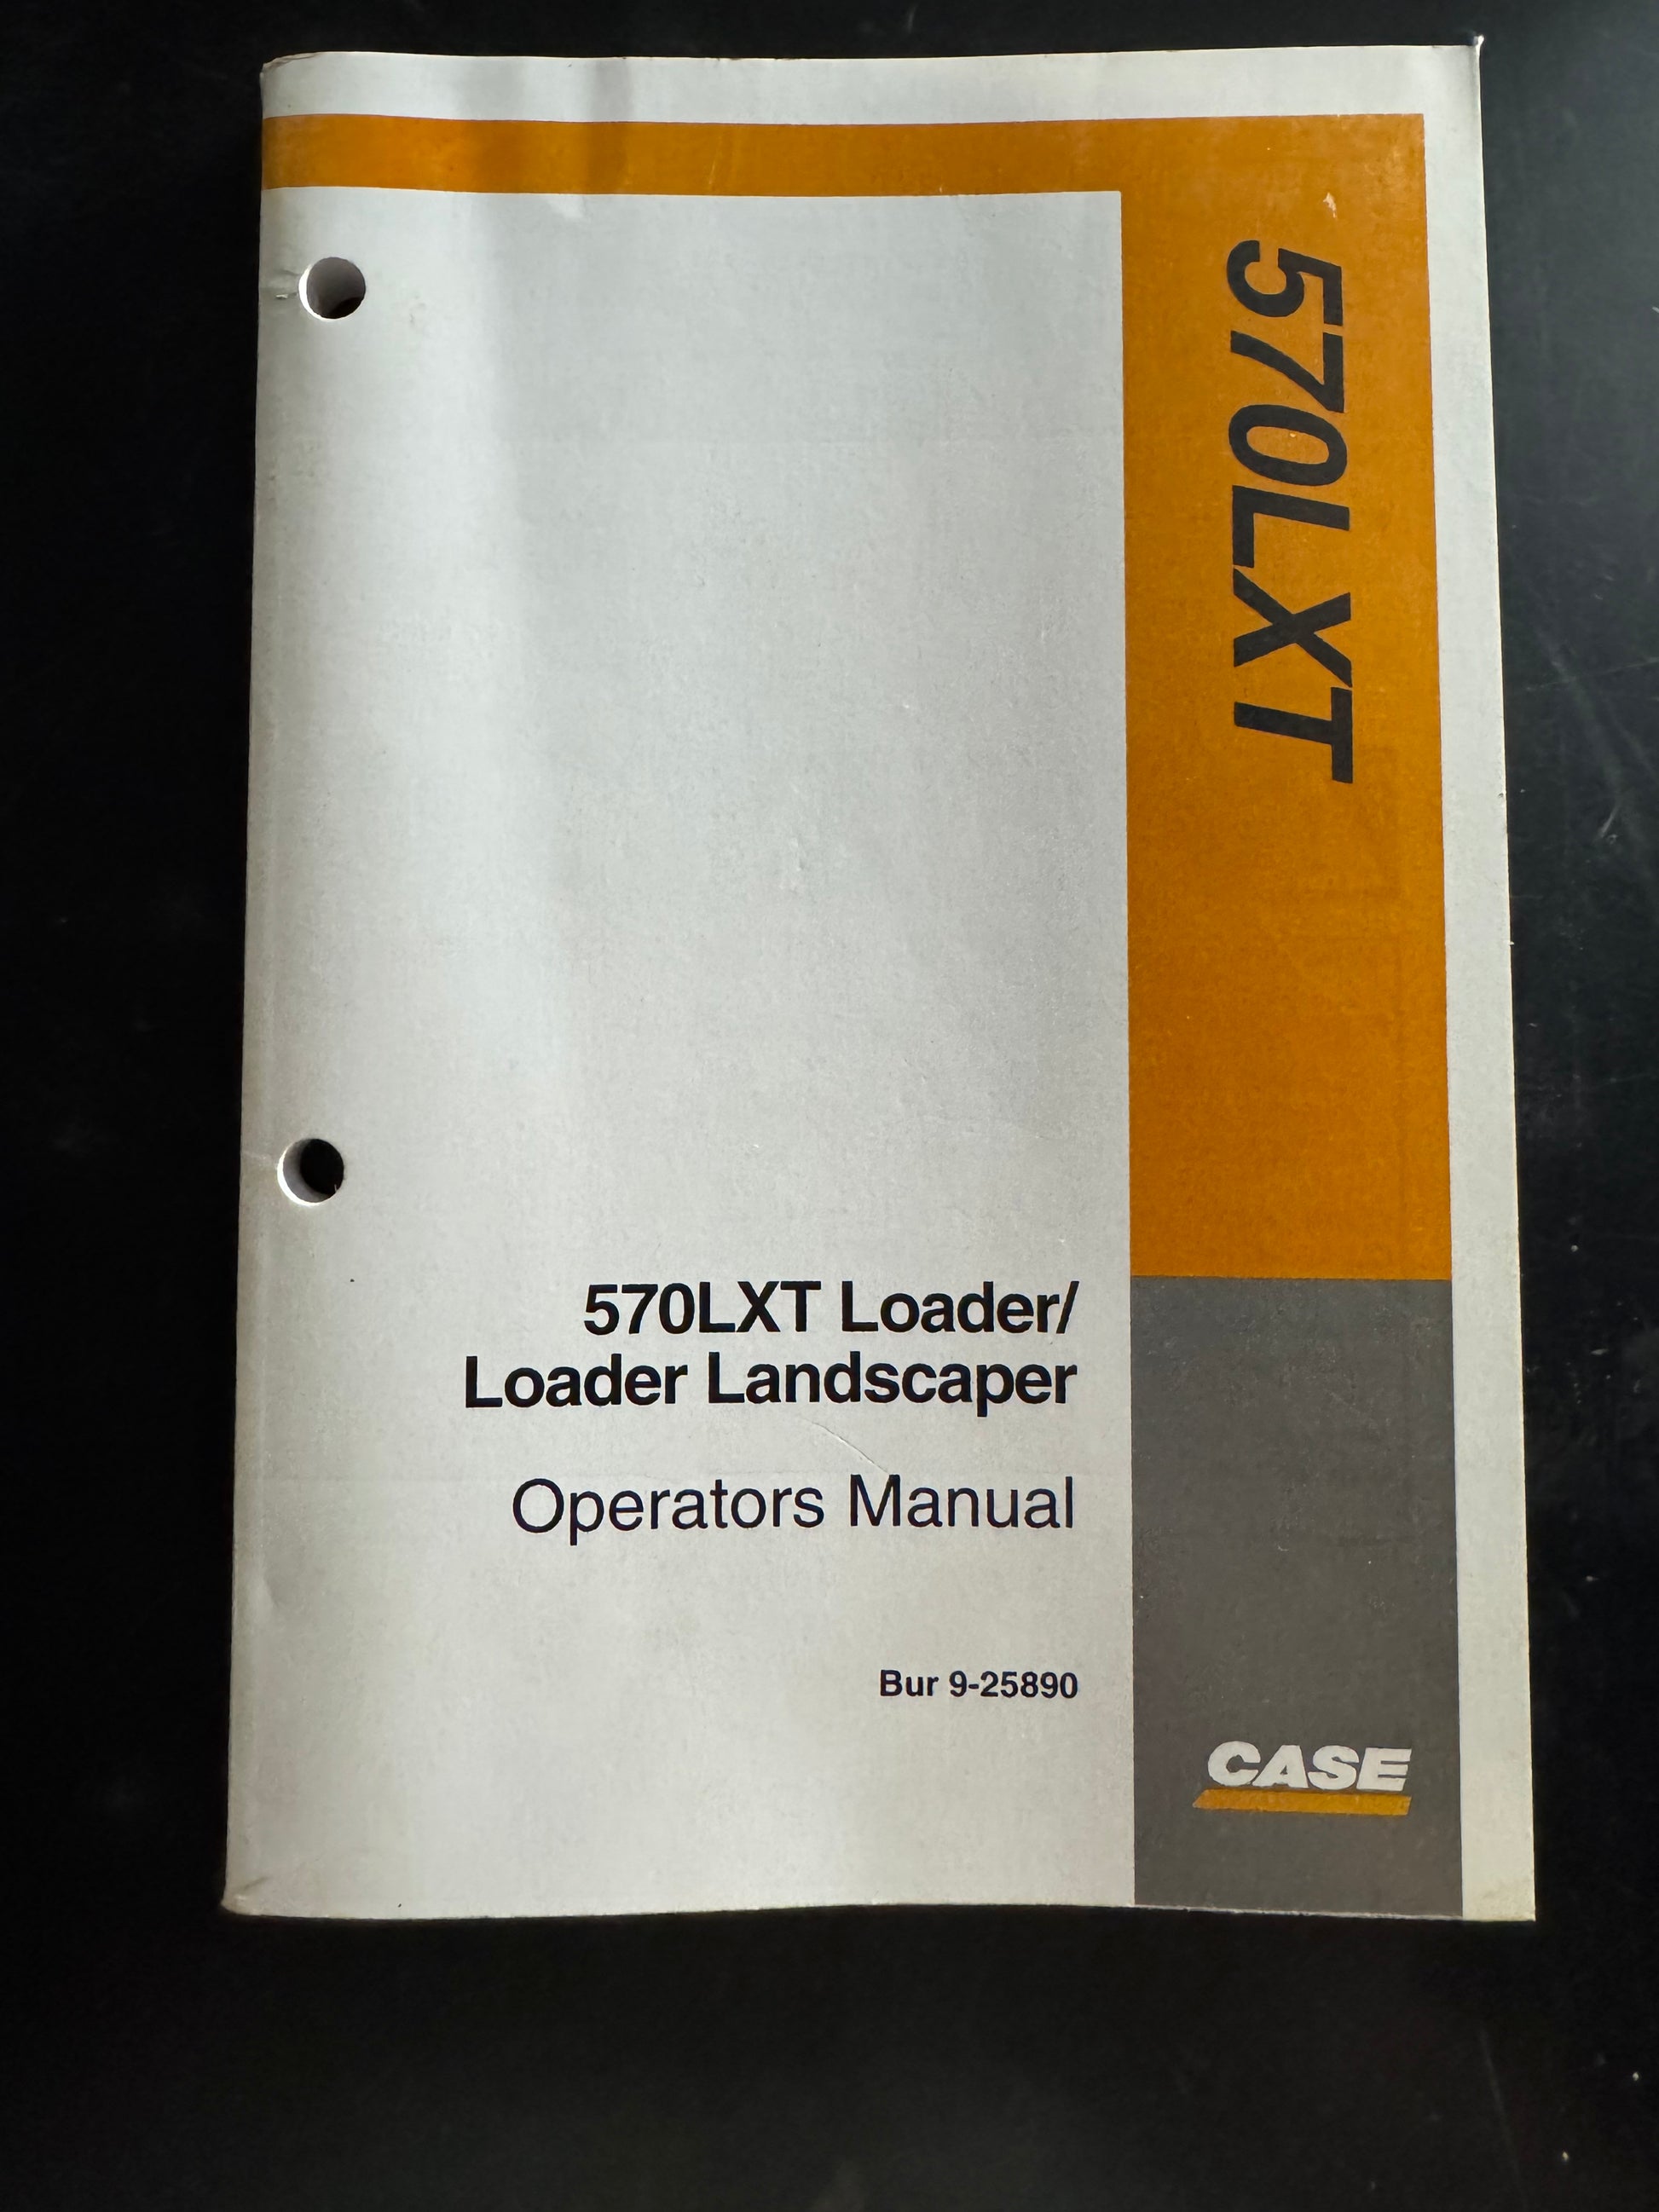 570LXT
570LXT Loader/
Loader Landscaper
Operators Manual
Bur 9-25890
CASE